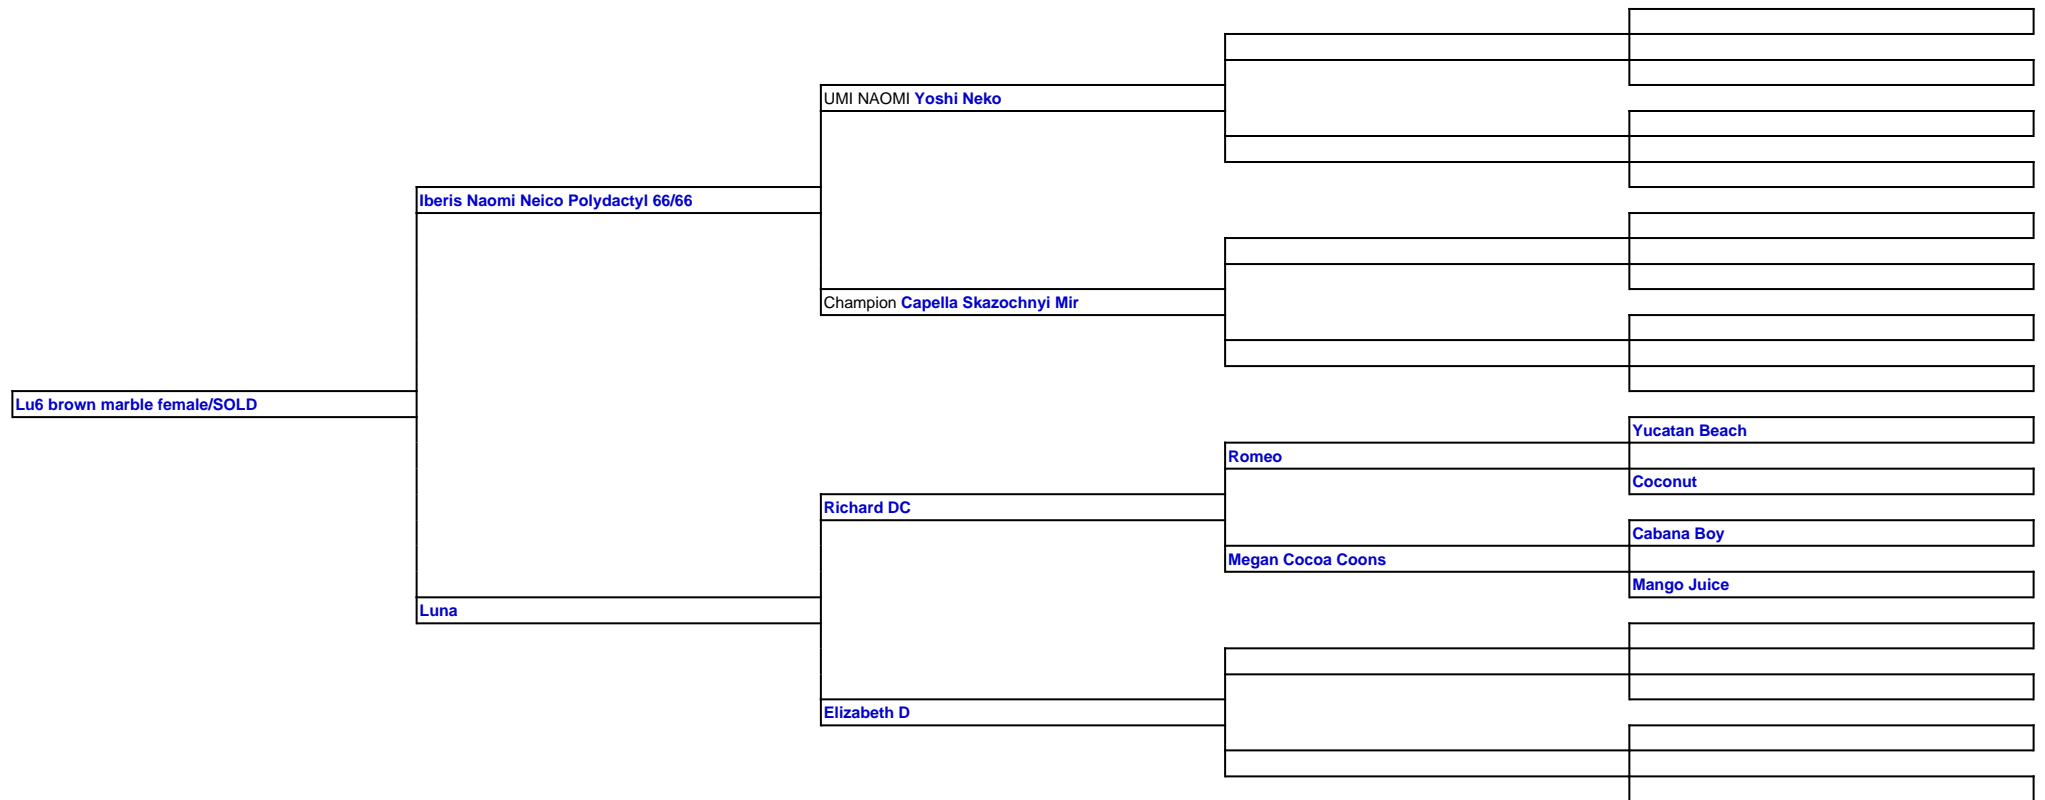 UMI NAOMI Yoshi Neko
Iberis Naomi Neico Polydactyl 66/66
Champion Capella Skazochnyi Mir
Lu6 brown marble female/SOLD
Yucatan Beach
Romeo
Coconut
Richard DC
Cabana Boy
Megan Cocoa Coons
Mango Juice
Luna
Elizabeth D